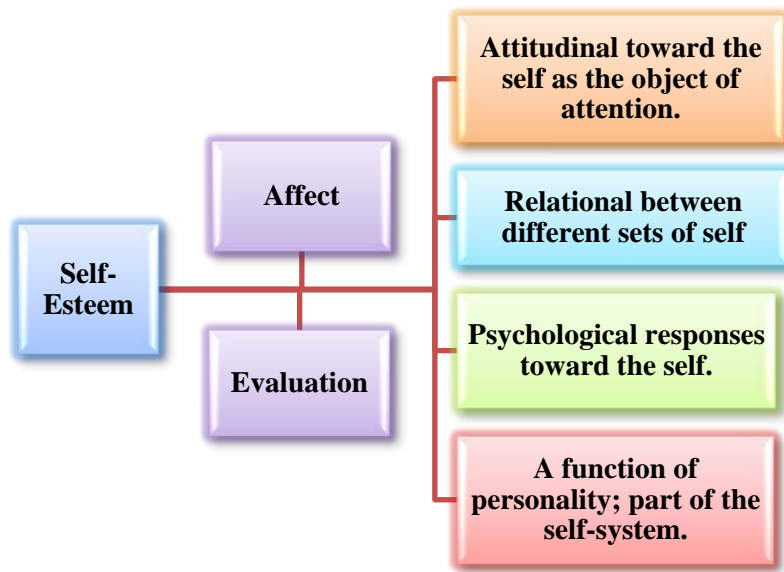 Self-
Esteem
Affect
Evaluation
Attitudinal toward the
self as the object of
attention.
Relational between
different sets of self
Psychological responses
toward the self.
A function of
personality; part of the
self-system.